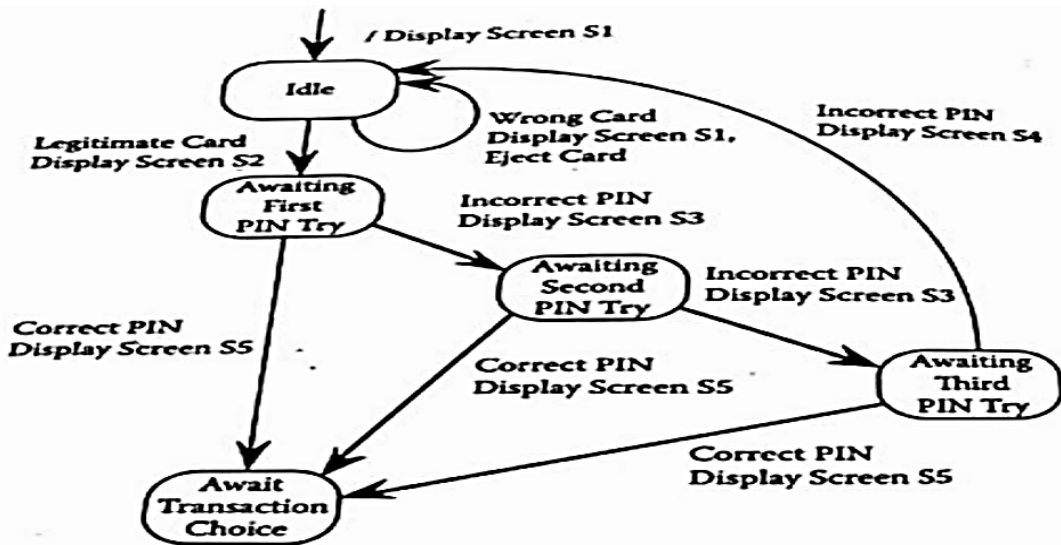 / Display Screen S1
Idle
Wrong Card
Display Screen S1,
Eject Card
Incorrect PIN
Display Screen S4
Legitimate Card
Display Screen S2
Awaiting
First
PIN Try
Incorrect PIN
Display Screen S3
Awaiting
Second
PIN Try
Incorrect PIN
Display Screen S3
Correct PIN
Display Screen S5
Correct PIN
Display Screen S5
Awaiting
Third
PIN Try
Correct PIN
Display Screen S5
Await
Transaction
Choice